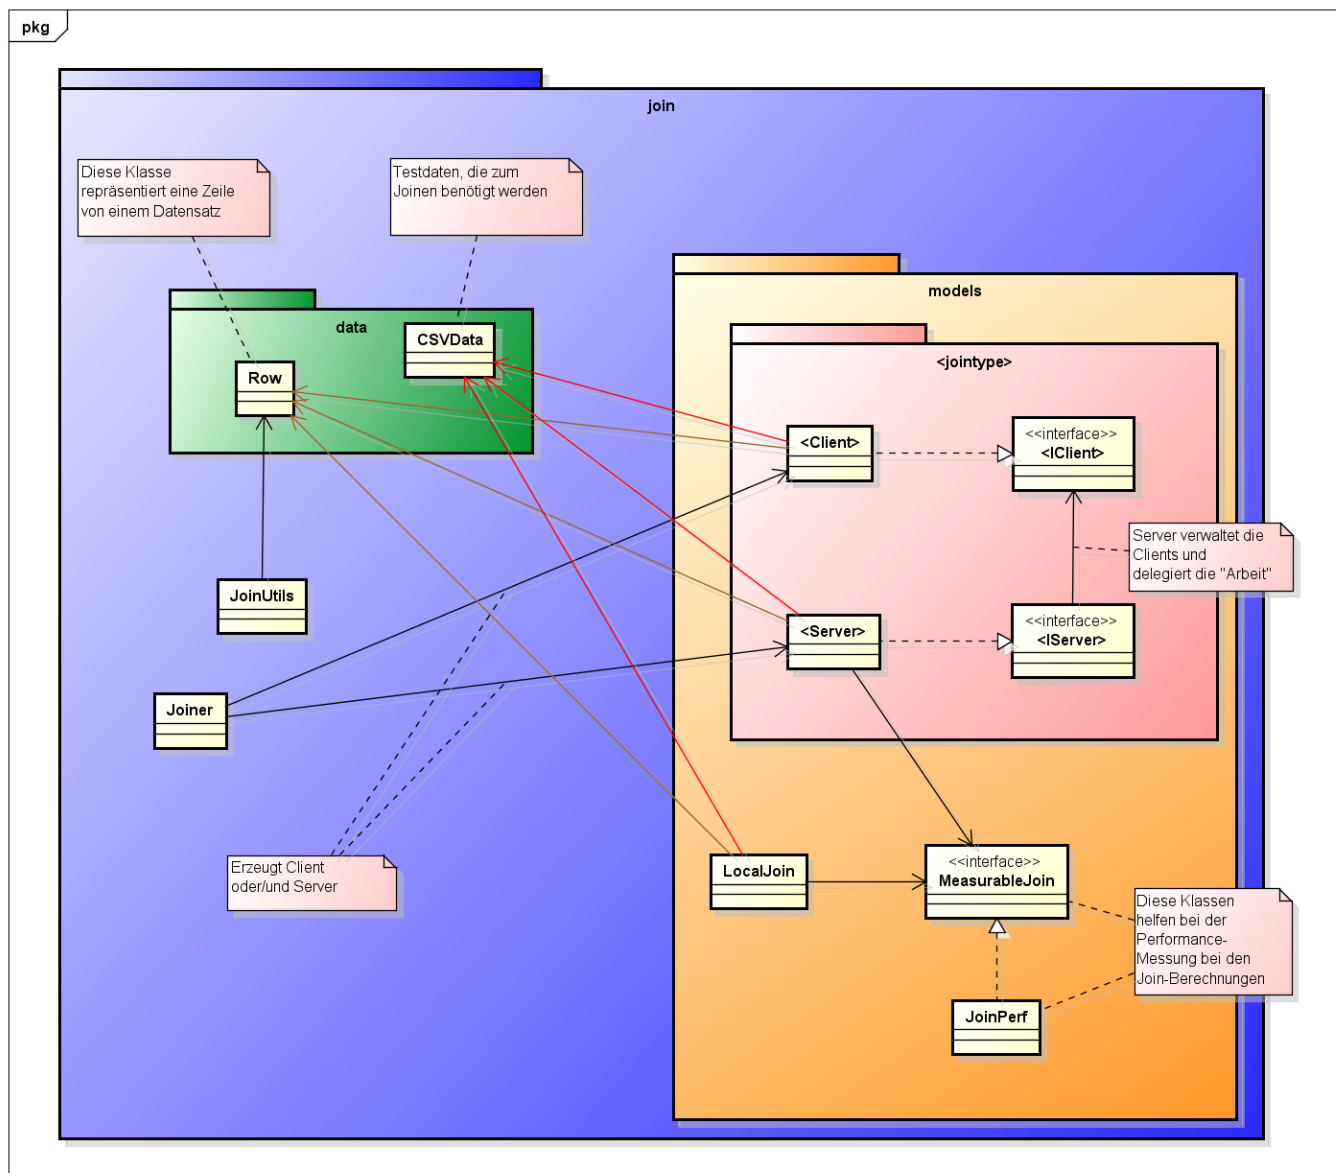 pkg
join
Diese Klasse
repräsentiert eine Zeile
von einem Datensatz
Testdaten, die zum
Joinen benötigt werden
data
CSVData
Row
models
<jointype>
<Client>
<<interface>>
<IClient>
Server verwaltet die
Clients und
delegiert die "Arbeit"
JoinUtils
<Server>
<<interface>>
<IServer>
Joiner
Erzeugt Client
oder/und Server
LocalJoin
<<interface>>
MeasurableJoin
Diese Klassen
helfen bei der
Performance-
Messung bei den
Join-Berechnungen
JoinPerf